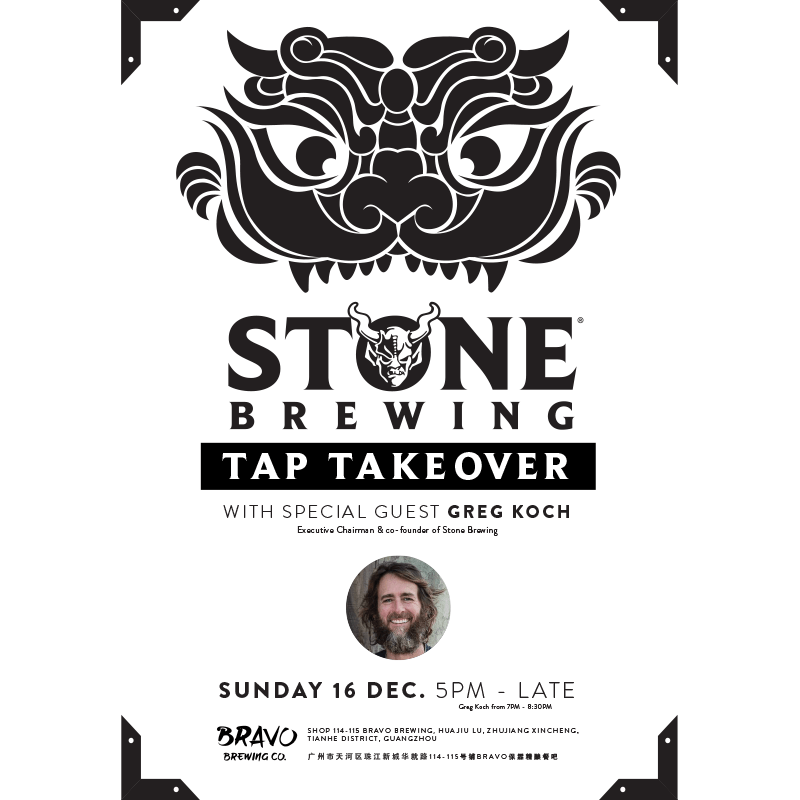 STONE®
BREWING
TAP TAKEOVER
WITH SPECIAL GUEST GREG KOCH
Executive Chairman & co-founder of Stone Brewing
SUNDAY 16 DEC. 5PM - LATE
Greg Koch from 7PM - 8:30PM
BRAVO
BREWING CO.
SHOP 114-115 BRAVO BREWING, HUAJIU LU, ZHUJIANG XINCHENG,
TIANHE DISTRICT, GUANGZHOU
广州市天河区珠江新城华就路114-115号铺BRAVO保露精酿餐吧